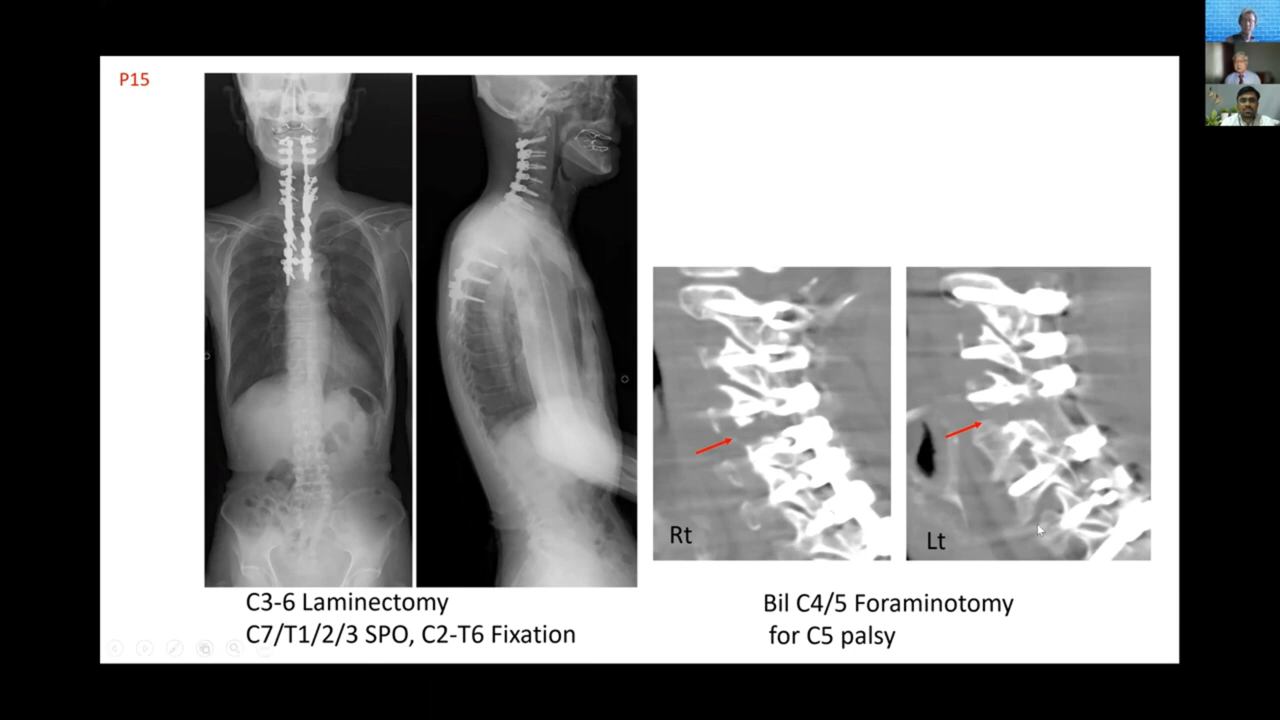 P15
Rt
Lt
C3-6 Laminectomy
C7/T1/2/3 SPO, C2-T6 Fixation
Bil C4/5 Foraminotomy
for C5 palsy